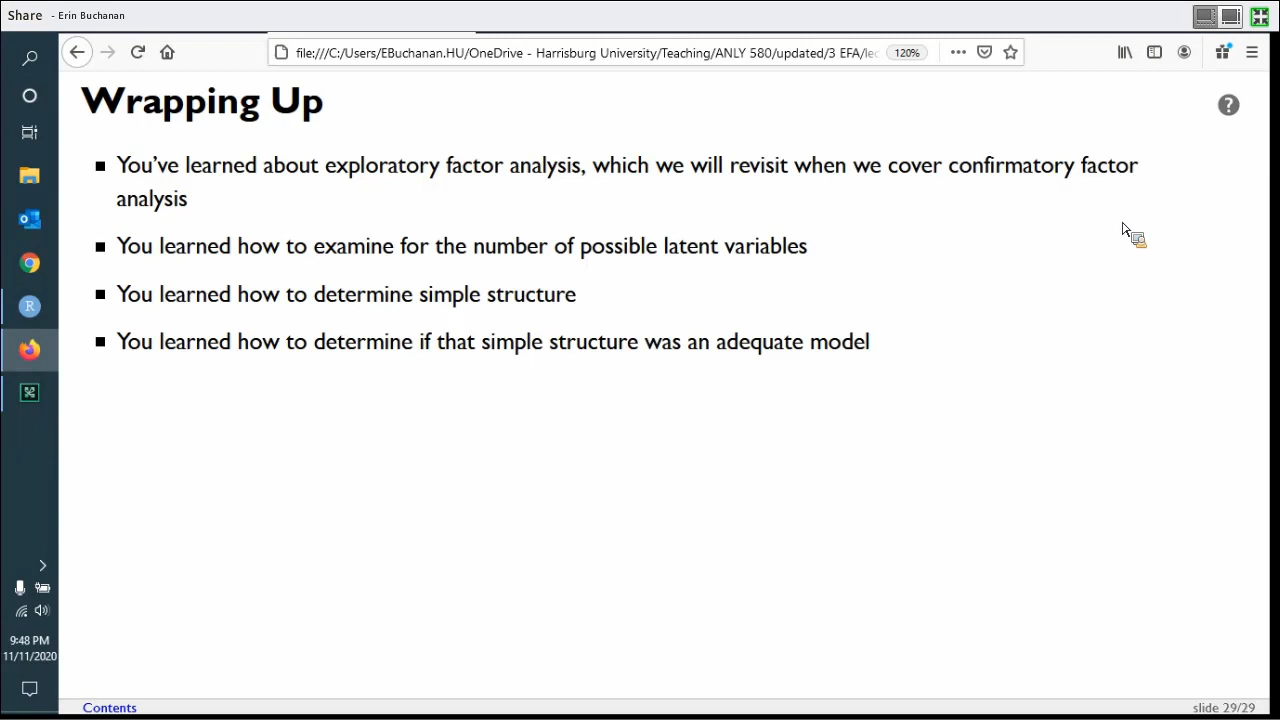 Share - Erin Buchanan
file:///C:/Users/EBuchanan.HU/OneDrive - Harrisburg University/Teaching/ANLY 580/updated/3 EFA/lec
120%
Wrapping Up
?
You've learned about exploratory factor analysis, which we will revisit when we cover confirmatory factor
analysis
You learned how to examine for the number of possible latent variables
You learned how to determine simple structure
You learned how to determine if that simple structure was an adequate model
R
9:48 PM
11/11/2020
Contents
slide 29/29